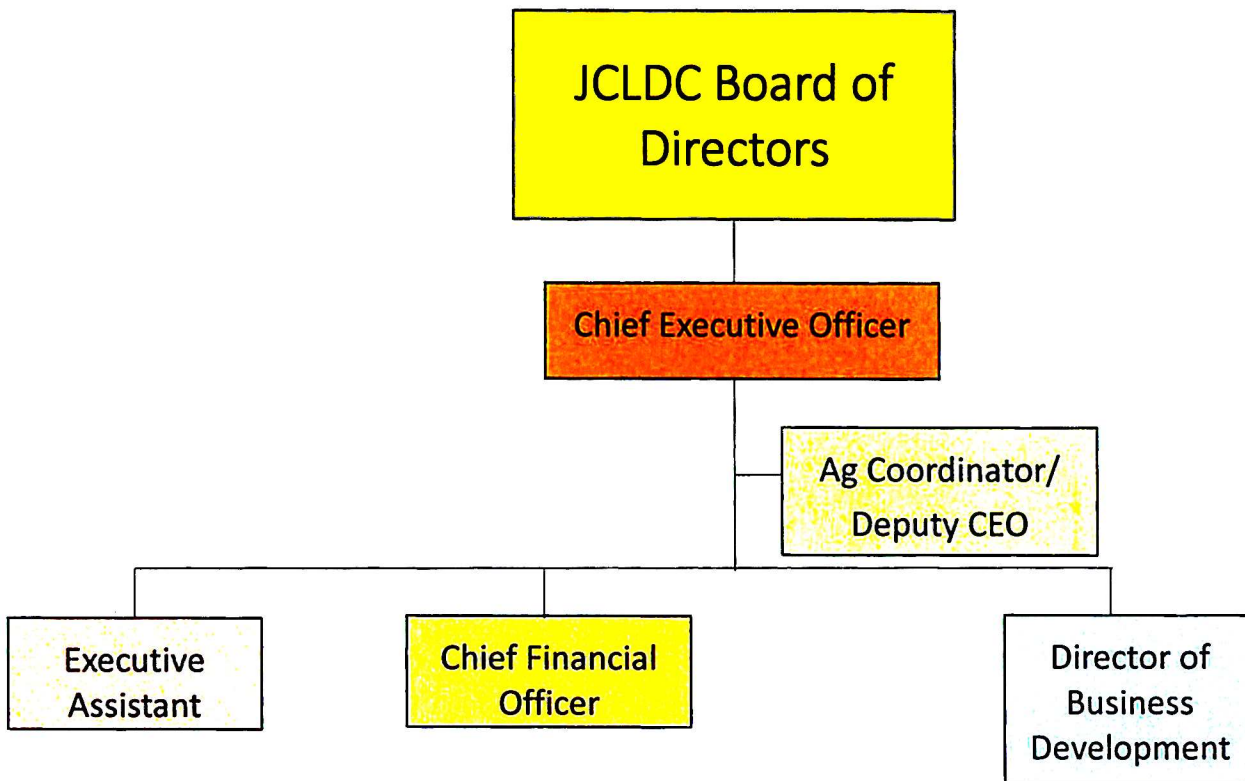 JCLDC Board of
Directors
Chief Executive Officer
Ag Coordinator/
Deputy CEO
Executive
Assistant
Chief Financial
Officer
Director of
Business
Development